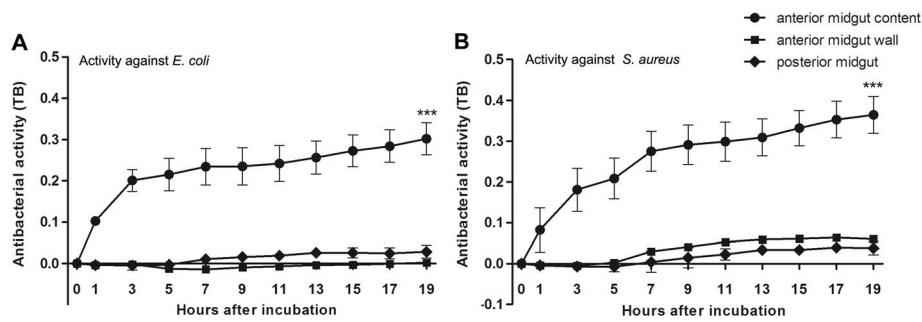 A
Activity against E. coli
Antibacterial activity (TB)
0.5
0.4
0.3
0.2
0.1
0.0
-0.1
***
0 1 3 5 7 9 11 13 15 17 19
Hours after incubation
B
Activity against S. aureus
anterior midgut content
anterior midgut wall
posterior midgut
Antibacterial activity (TB)
0.5
0.4
0.3
0.2
0.1
0.0
-0.1
***
0 1 3 5 7 9 11 13 15 17 19
Hours after incubation